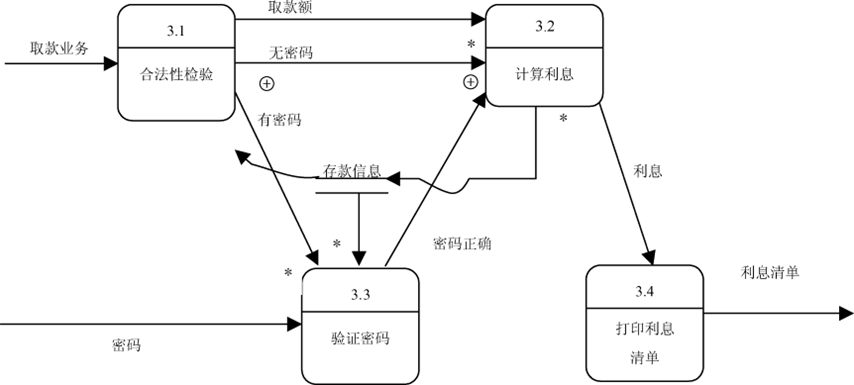 取款额
3.1
3.2
*
取款业务
无密码
合法性检验
计算利息
*
有密码
存款信息
利息
*
密码正确
*
利息清单
3.3
3.4
验证密码
打印利息
清单
密码